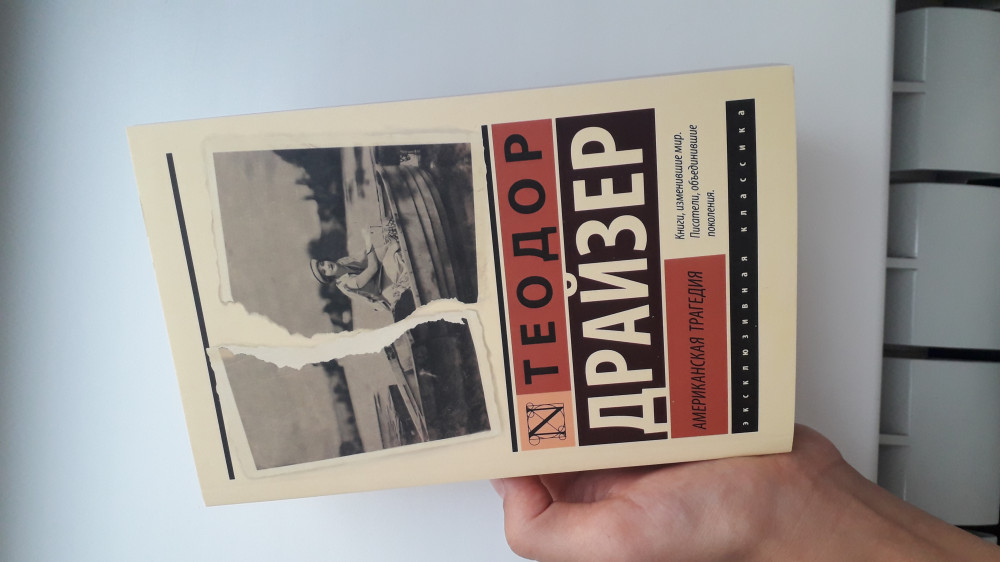 ТЕОДОР
ДРАЙЗЕР
АМЕРИКАНСКАЯ ТРАГЕДИЯ
Книги, изменившие мир.
Писатели, объединившие
поколения.
ЭКСКЛЮЗИВНАЯ КЛАССИКА